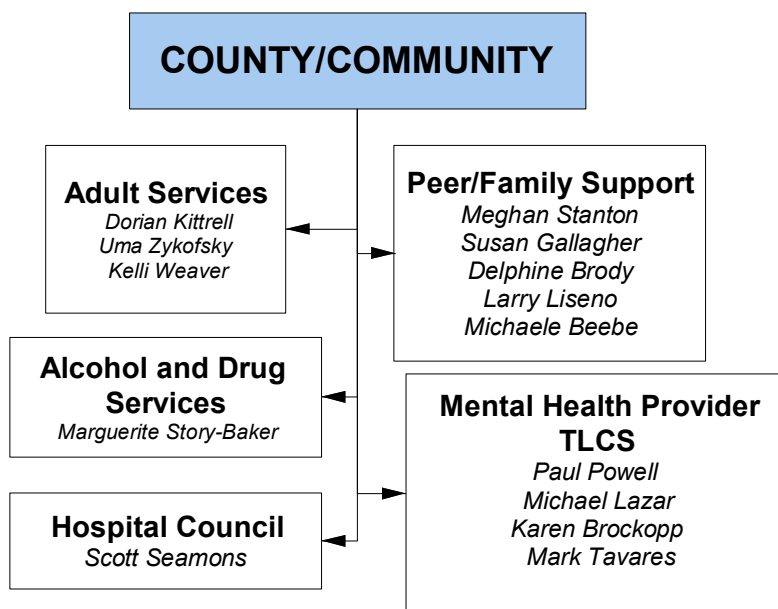 COUNTY/COMMUNITY
Adult Services
Dorian Kittrell
Uma Zykofsky
Kelli Weaver
Peer/Family Support
Meghan Stanton
Susan Gallagher
Delphine Brody
Larry Liseno
Michaele Beebe
Alcohol and Drug
Services
Marguerite Story-Baker
Mental Health Provider
TLCS
Paul Powell
Michael Lazar
Karen Brockopp
Mark Tavares
Hospital Council
Scott Seamons